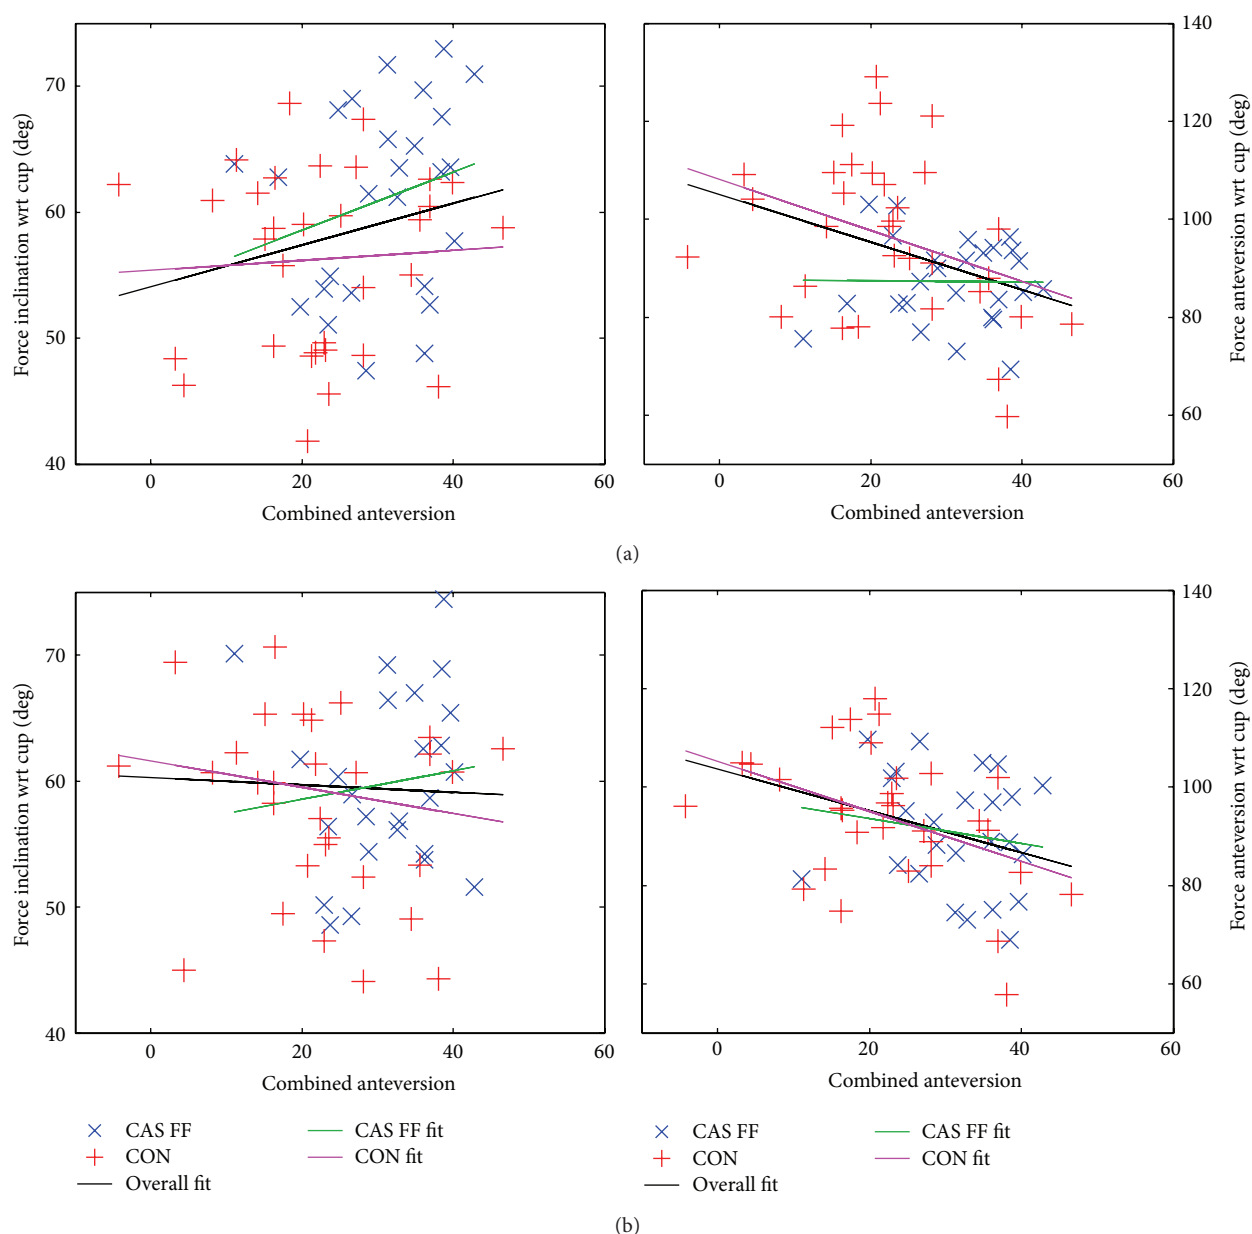 70
60
50
40
0
20
40
60
Force inclination wrt cup (deg)
Combined anteversion
140
120
100
80
60
0
20
40
60
Force anteversion wrt cup (deg)
Combined anteversion
(a)
70
60
50
40
0
20
40
60
Force inclination wrt cup (deg)
Combined anteversion
140
120
100
80
60
0
20
40
60
Force anteversion wrt cup (deg)
Combined anteversion
CAS FF
CON
Overall fit
CAS FF fit
CON fit
CAS FF
CON
Overall fit
CAS FF fit
CON fit
(b)